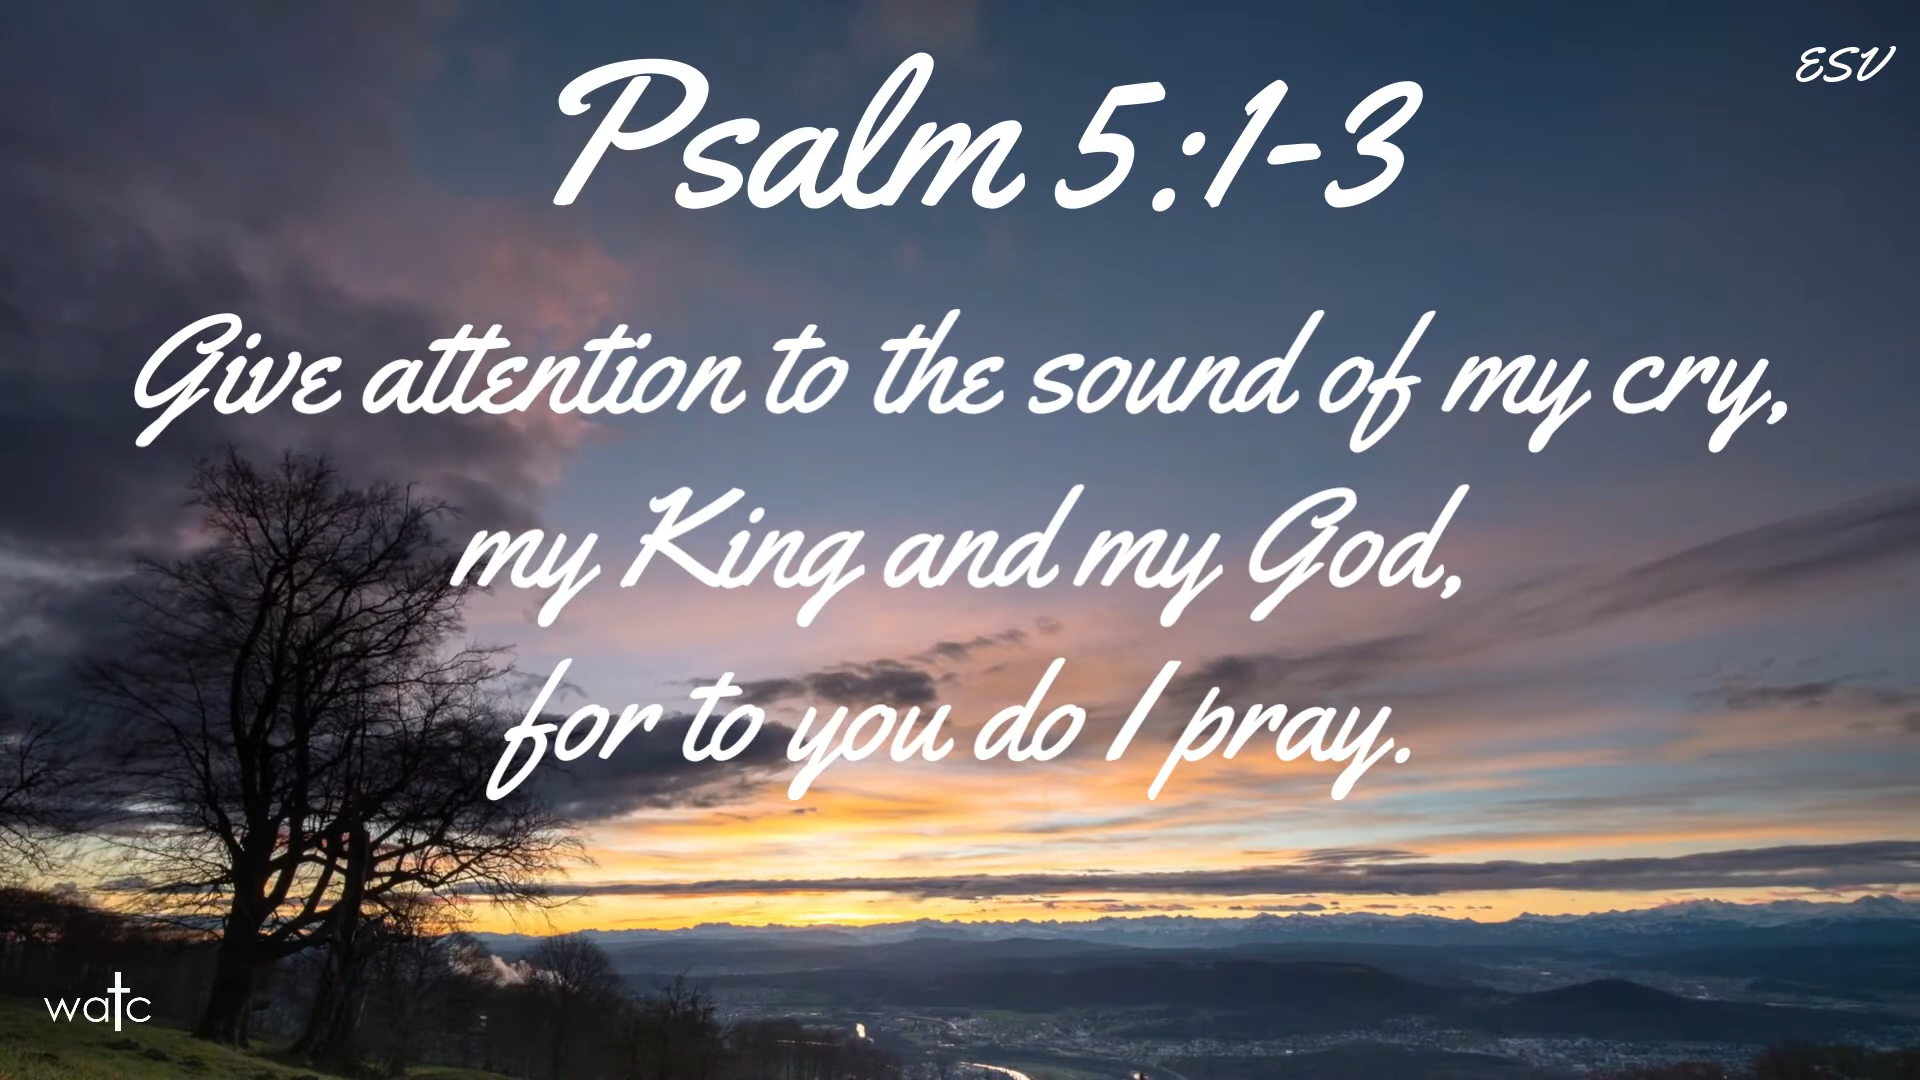 Psalm 5:1-3
ESV
Give attention to the sound of my cry,
my King and my God,
for to you do I pray.
watc